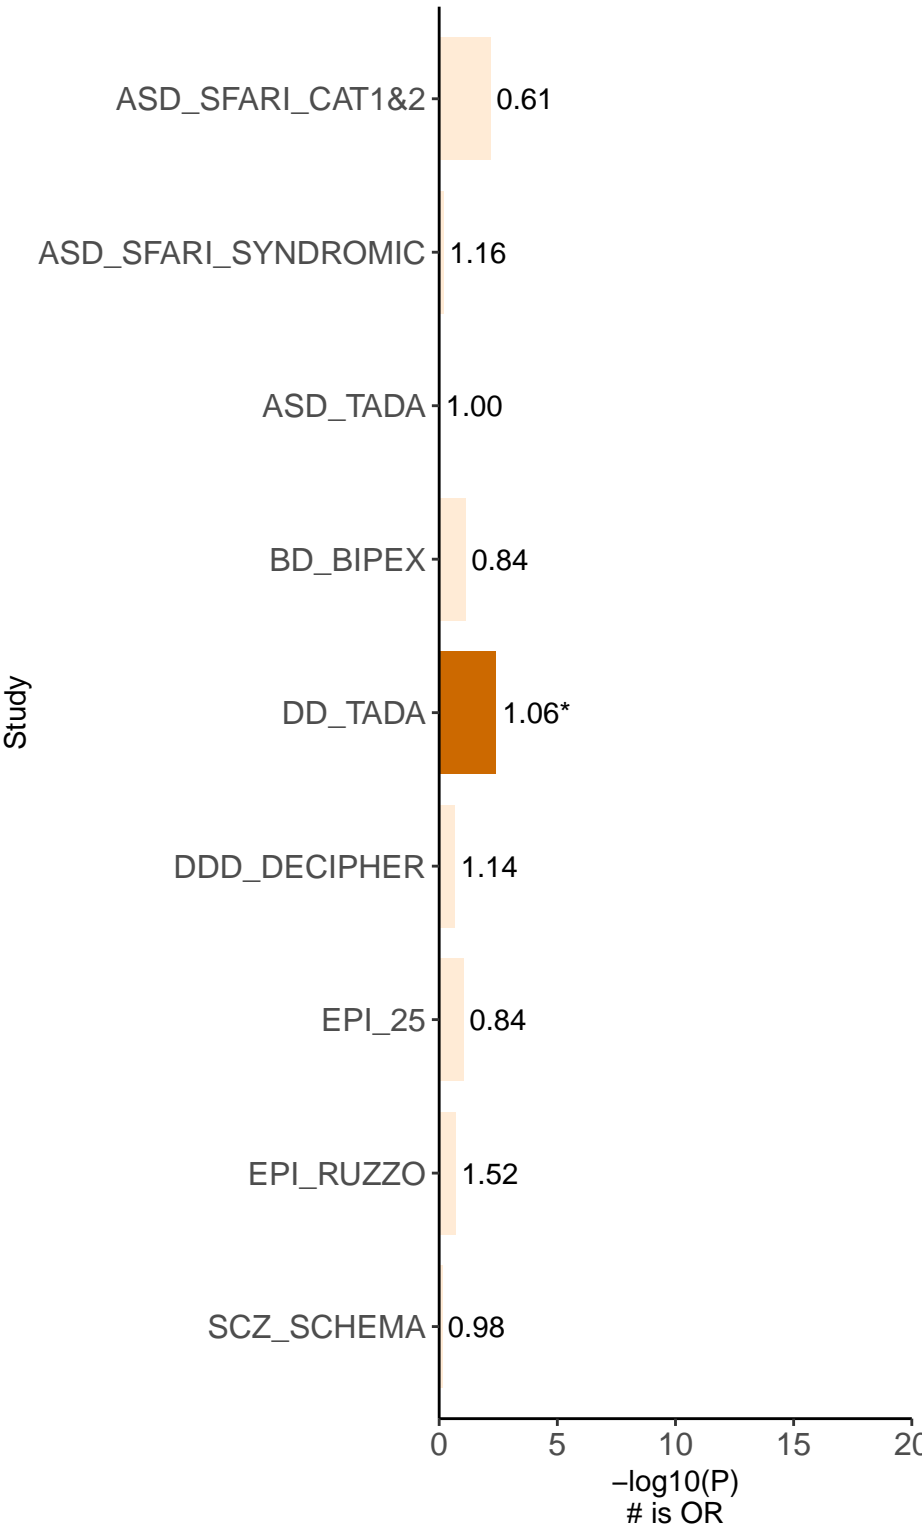 ASD_SFARI_CAT1&2 0.61
ASD_SFARI_SYNDROMIC 1.16
ASD_TADA 1.00
BD_BIPEX 0.84
Study
DD_TADA 1.06*
DDD_DECIPHER 1.14
EPI_25 0.84
EPI_RUZZO 1.52
SCZ_SCHEMA 0.98
0 5 10 15 20
−log10(P)
# is OR